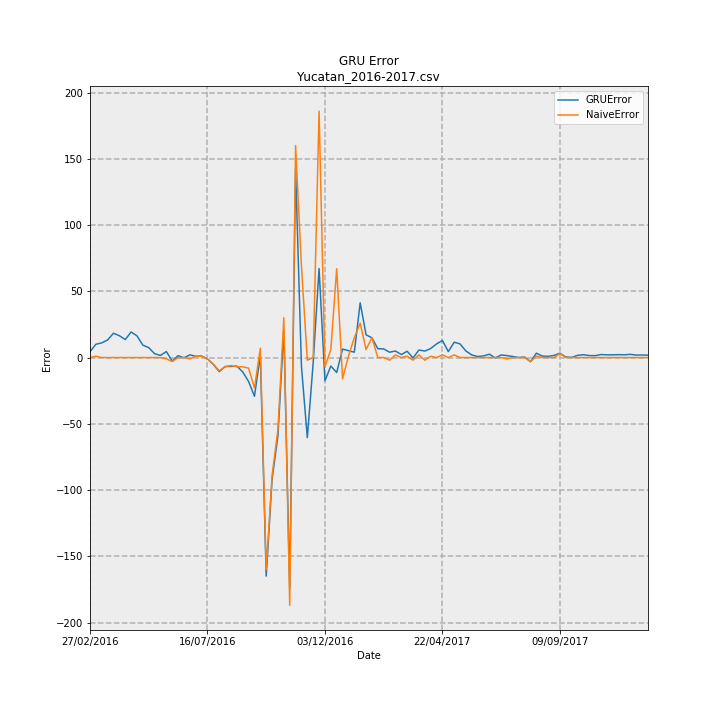 GRU Error
Yucatan_2016-2017.csv
GRUError
NaiveError
200
150
100
50
0
−50
−100
−150
−200
Error
27/02/2016
16/07/2016
03/12/2016
22/04/2017
09/09/2017
Date